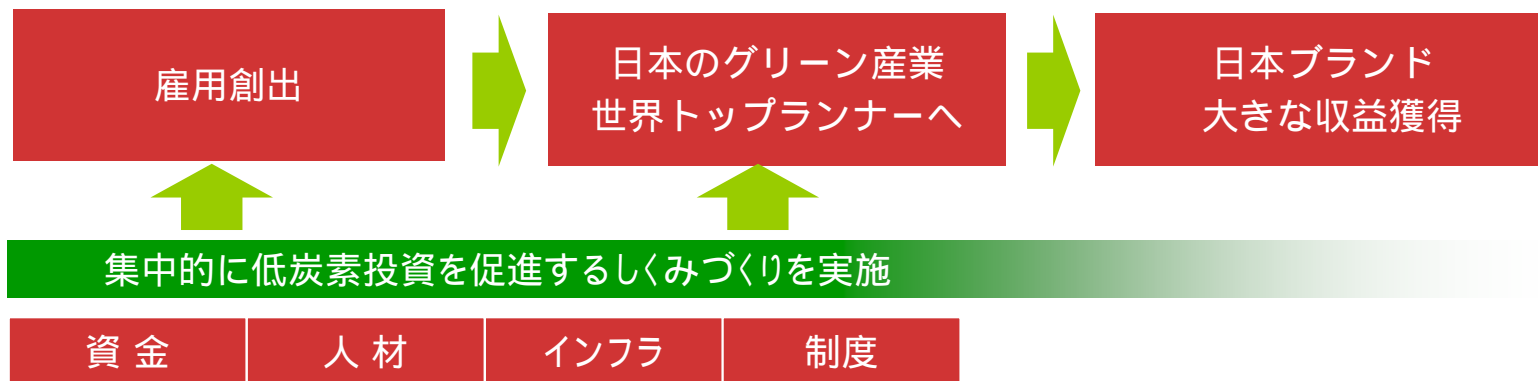 雇用創出
日本のグリーン産業
世界トップランナーへ
日本ブランド
大きな収益獲得
集中的に低炭素投資を促進するしくみづくりを実施
資 金
人 材
インフラ
制度